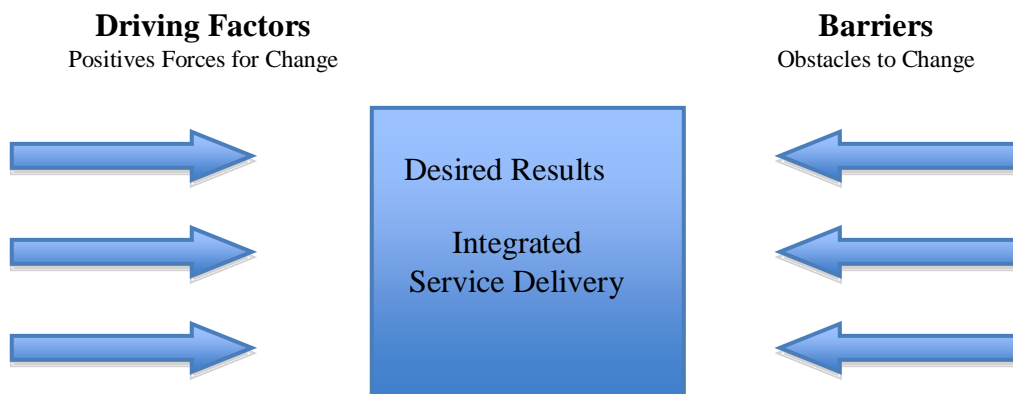 Driving Factors
Positives Forces for Change
Barriers
Obstacles to Change
Desired Results
Integrated
Service Delivery